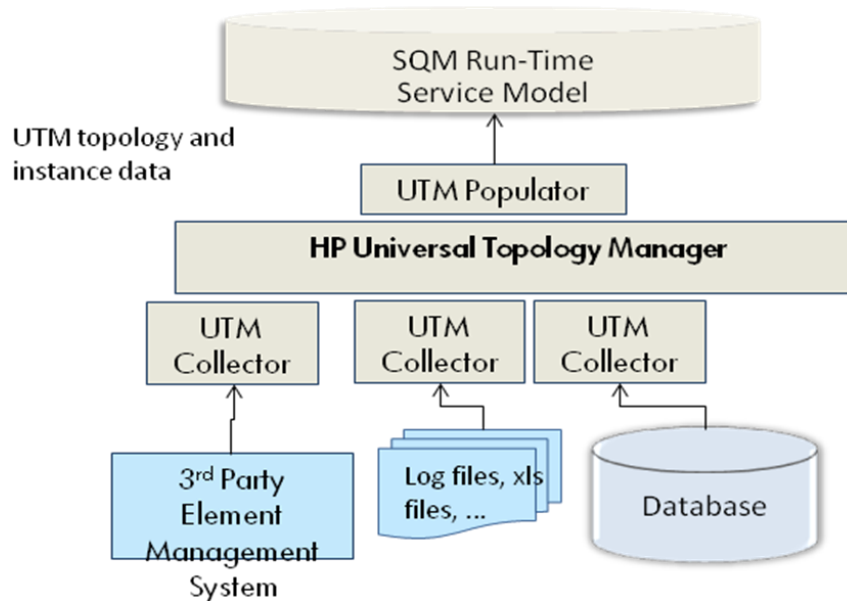 SQM Run-Time
Service Model
UTM topology and
instance data
UTM Populator
HP Universal Topology Manager
UTM
Collector
UTM
Collector
UTM
Collector
3rd Party
Element
Management
System
Log files, xls
files, ...
Database